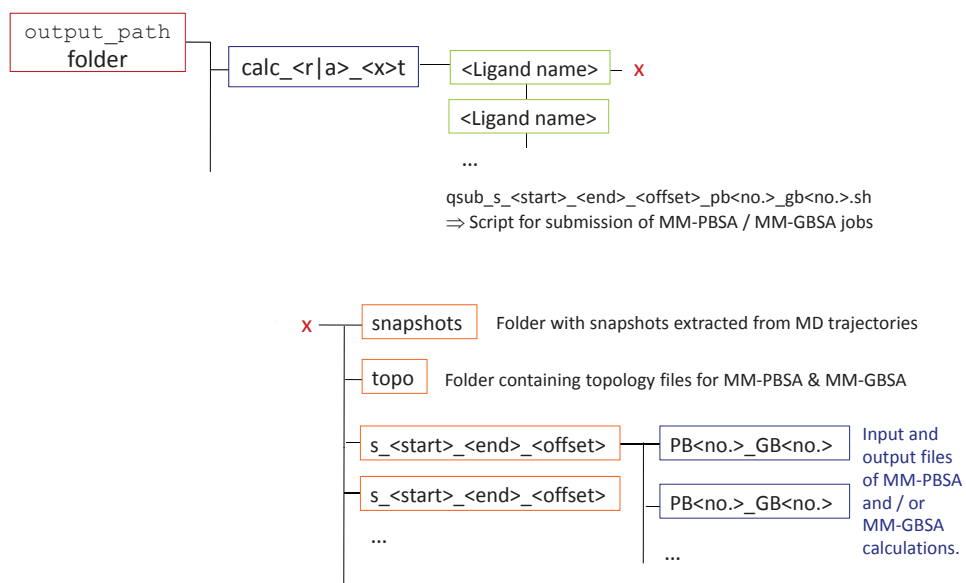 output_path
folder
calc_<r|a>_<x>t
<Ligand name>
x
<Ligand name>
...
qsub_s_<start>_<end>_<offset>_pb<no.>_gb<no.>.sh
⇒ Script for submission of MM-PBSA / MM-GBSA jobs
x
snapshots
Folder with snapshots extracted from MD trajectories
topo
Folder containing topology files for MM-PBSA & MM-GBSA
s_<start>_<end>_<offset>
PB<no.>_GB<no.>
s_<start>_<end>_<offset>
PB<no.>_GB<no.>
...
...
Input and
output files
of MM-PBSA
and / or
MM-GBSA
calculations.